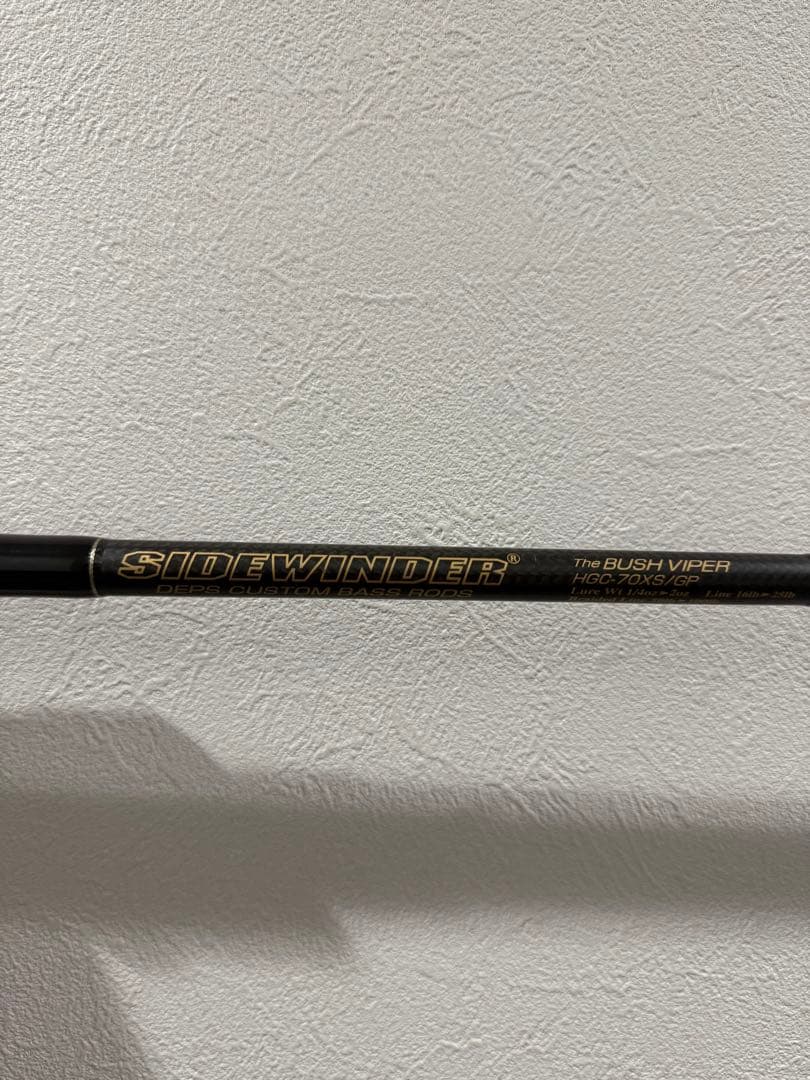 SIDEWINDER®
DEPS CUSTOM BASS RODS
The BUSH VIPER
HGC-70XS/GP
Lure Wt 1/4oz►2oz Line 16lb►25lb